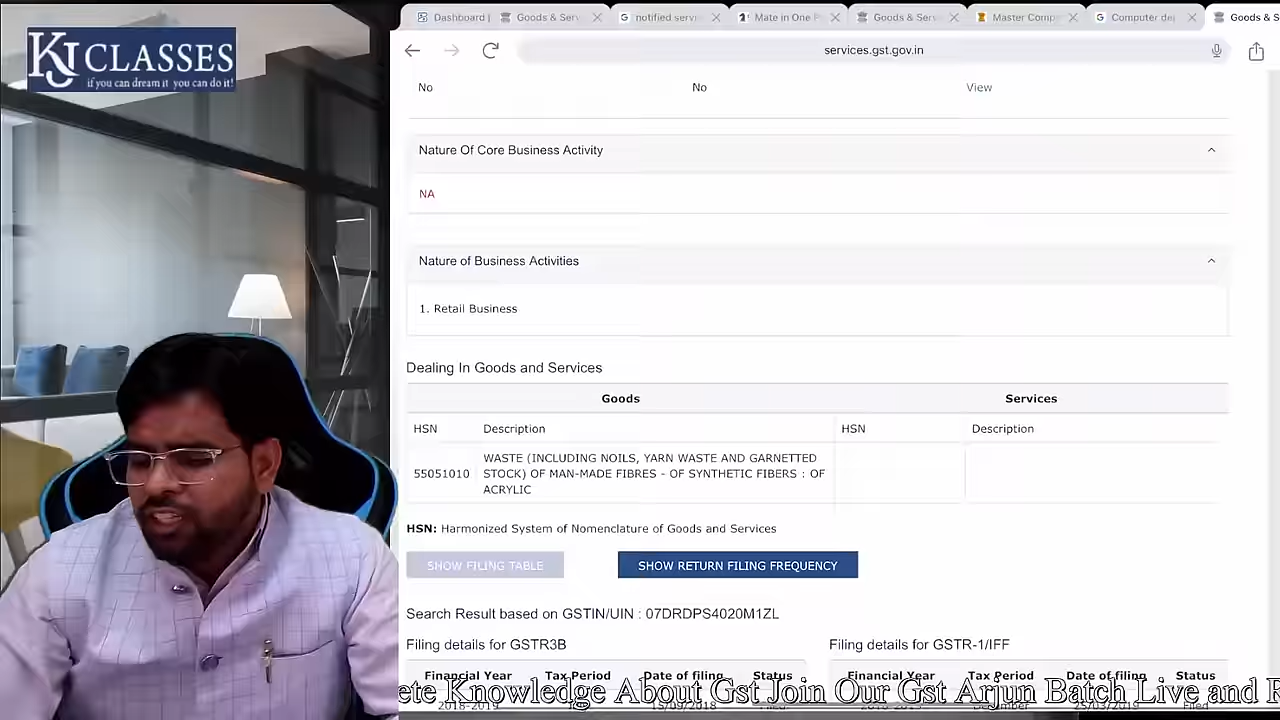 KJ CLASSES
if you can dream it you can do it!
Dashboard |
Goods & Serv
notified servi
Mate in One P
Goods & Serv
Master Comp
Computer dep
Goods & S
services.gst.gov.in
No No View
Nature Of Core Business Activity
NA
Nature of Business Activities
1. Retail Business
Dealing In Goods and Services
Goods Services
HSN Description HSN Description
55051010 WASTE (INCLUDING NOILS, YARN WASTE AND GARNETTED
STOCK) OF MAN-MADE FIBRES - OF SYNTHETIC FIBERS : OF
ACRYLIC
HSN: Harmonized System of Nomenclature of Goods and Services
SHOW FILING TABLE SHOW RETURN FILING FREQUENCY
Search Result based on GSTIN/UIN : 07DRDPS4020M1ZL
Filing details for GSTR3B Filing details for GSTR-1/IFF
Financial Year Tax Period Date of filing Status Financial Year Tax Period Date of filing Status
ete Knowledge About Gst Join Our Gst Arjun Batch Live and